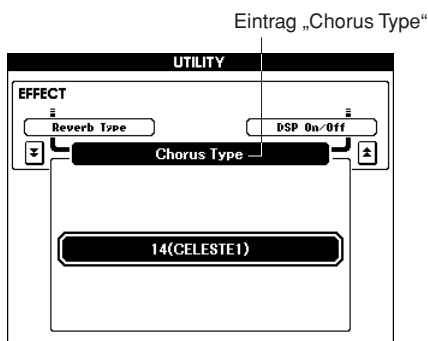 Eintrag „Chorus Type“
UTILITY
EFFECT
Reverb Type
DSP On/Off
Chorus Type
14(CELESTE1)